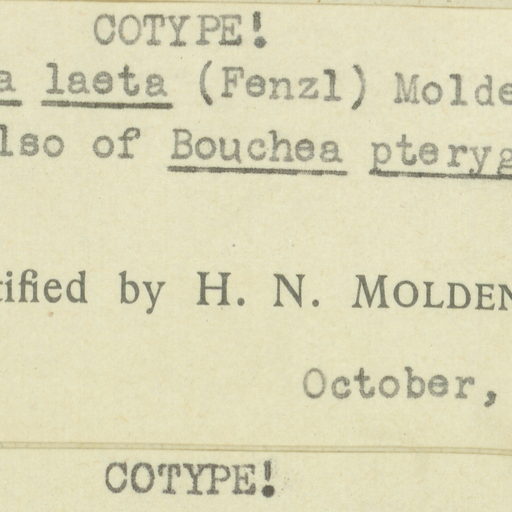 COTYPE!
a laeta (Fenzl) Molde
lso of Bouchea pteryg
tified by H. N. MOLDEN
October,
COTYPE!